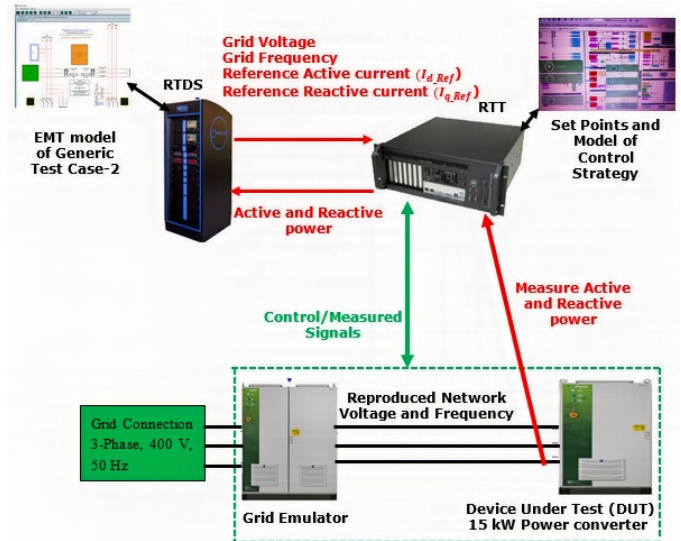 Grid Voltage
Grid Frequency
Reference Active current (I_d_Ref)
Reference Reactive current (I_q_Ref)
RTDS
RTT
EMT model
of Generic
Test Case-2
Set Points and
Model of
Control
Strategy
Active and Reactive
power
Measure Active
and Reactive
power
Control/Measured
Signals
Reproduced Network
Voltage and Frequency
Grid Connection
3-Phase, 400 V,
50 Hz
Grid Emulator
Device Under Test (DUT)
15 kW Power converter